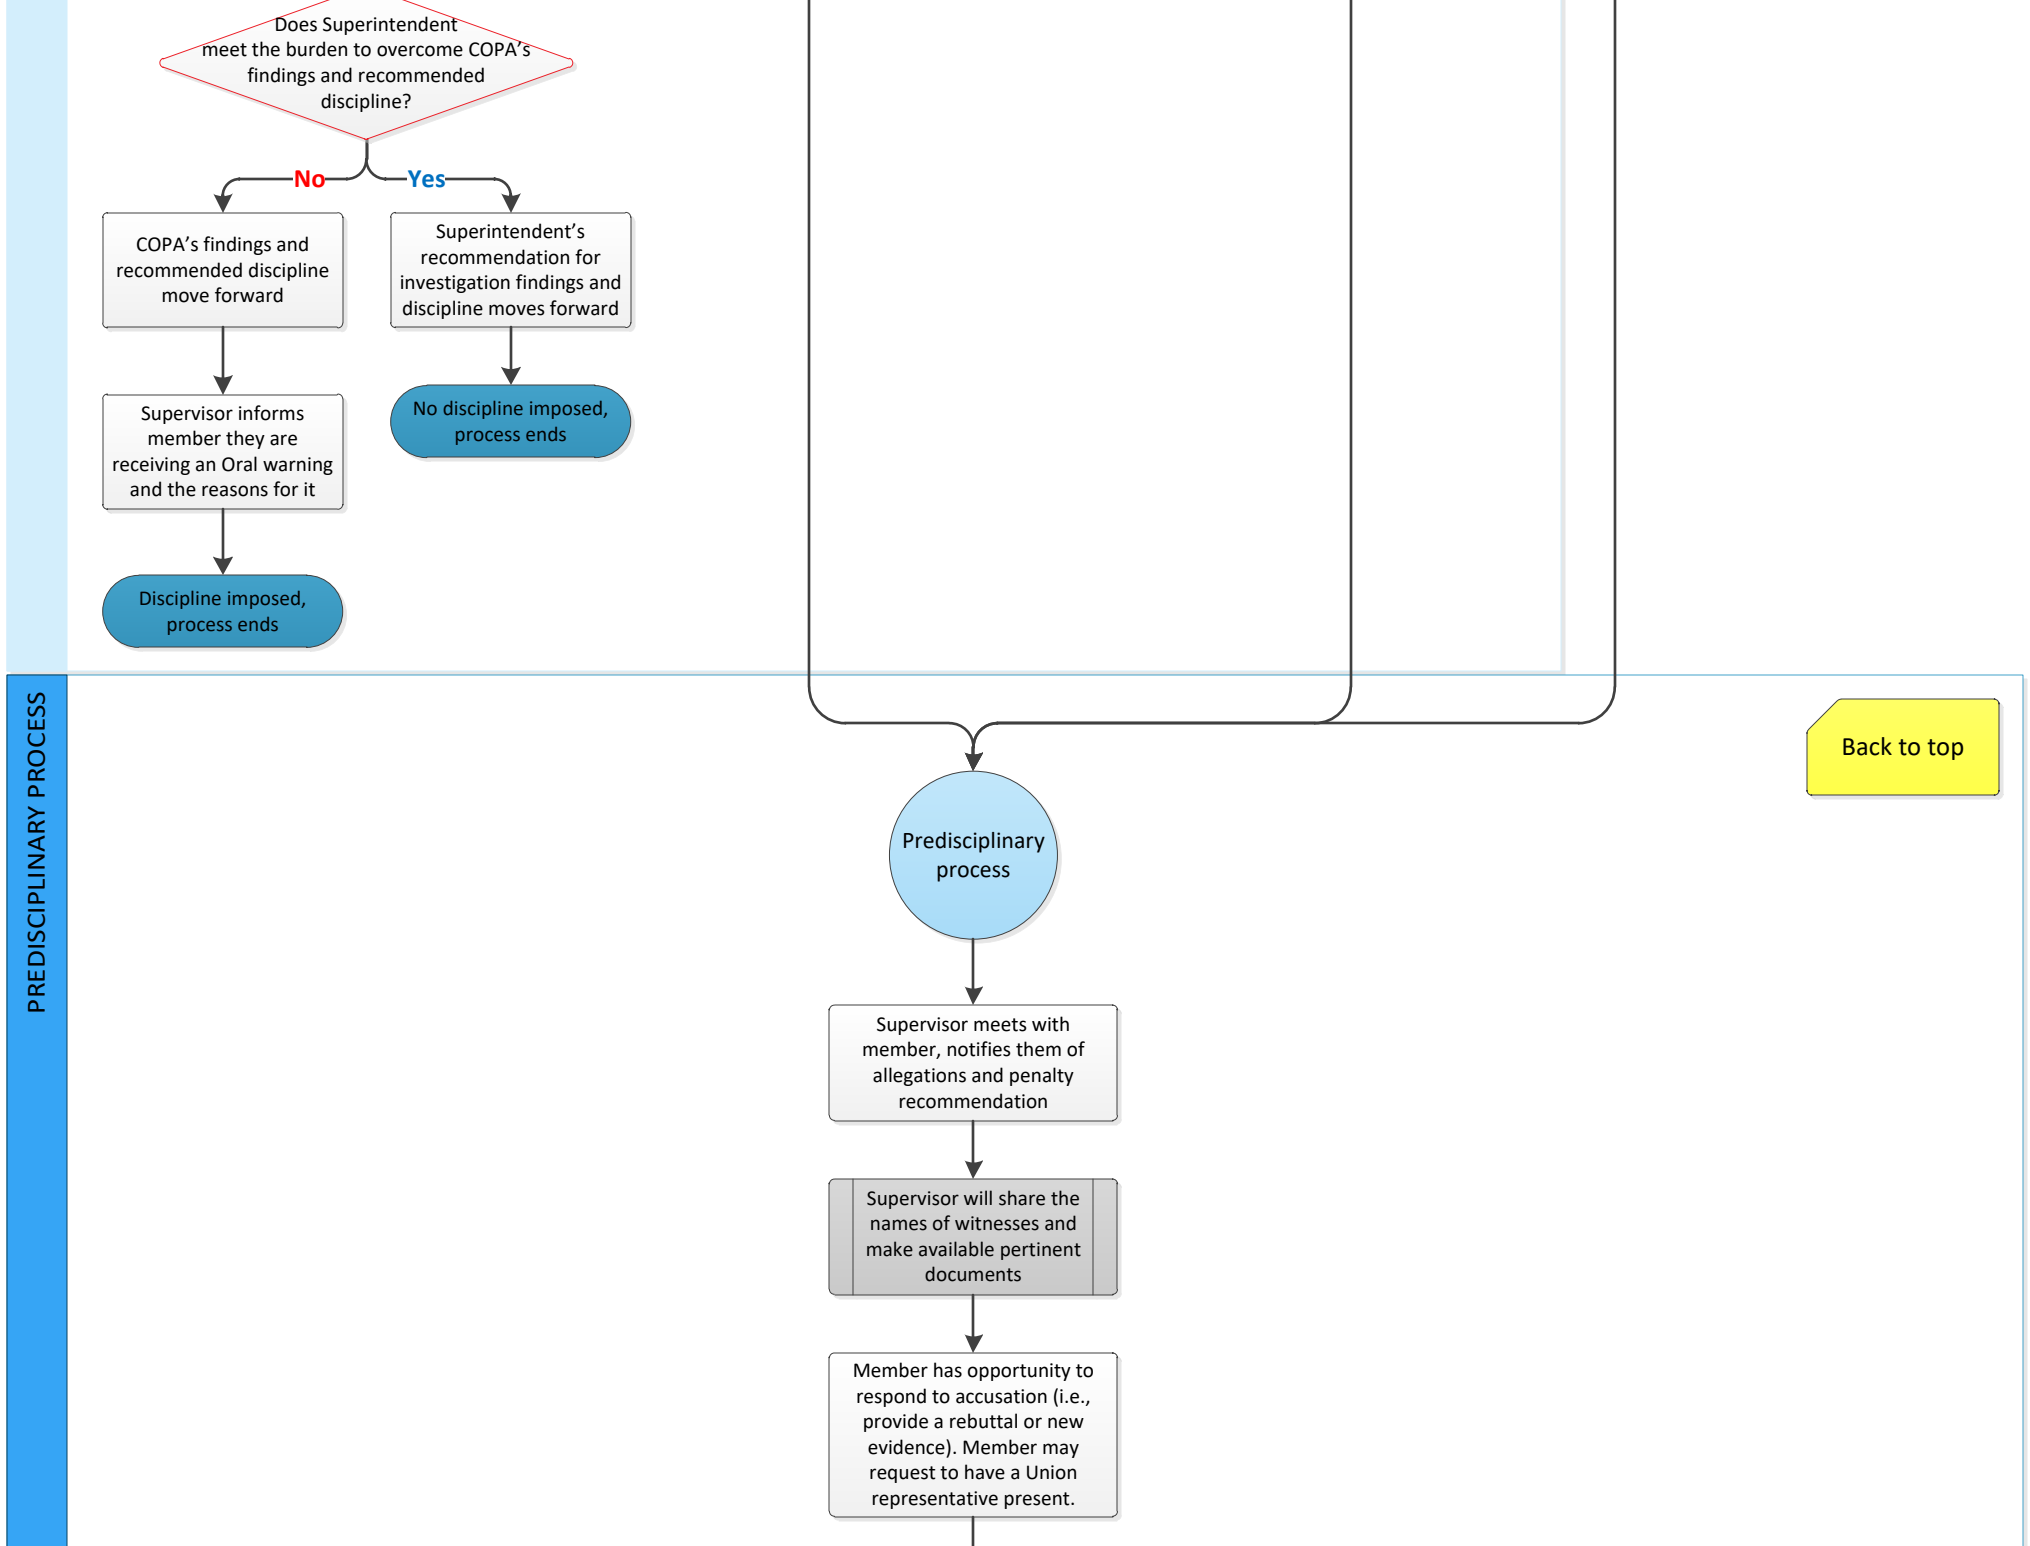 Does Superintendent
meet the burden to overcome COPA's
findings and recommended
discipline?
No
Yes
COPA's findings and
recommended discipline
move forward
Superintendent's
recommendation for
investigation findings and
discipline moves forward
Supervisor informs
member they are
receiving an Oral warning
and the reasons for it
No discipline imposed,
process ends
Discipline imposed,
process ends
PREDISCIPLINARY PROCESS
Back to top
Predisciplinary
process
Supervisor meets with
member, notifies them of
allegations and penalty
recommendation
Supervisor will share the
names of witnesses and
make available pertinent
documents
Member has opportunity to
respond to accusation (i.e.,
provide a rebuttal or new
evidence). Member may
request to have a Union
representative present.